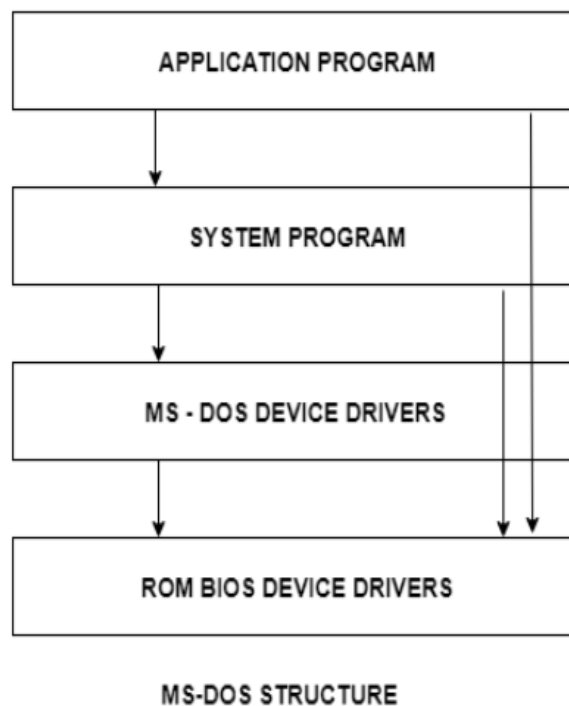 APPLICATION PROGRAM
SYSTEM PROGRAM
MS - DOS DEVICE DRIVERS
ROM BIOS DEVICE DRIVERS
MS-DOS STRUCTURE